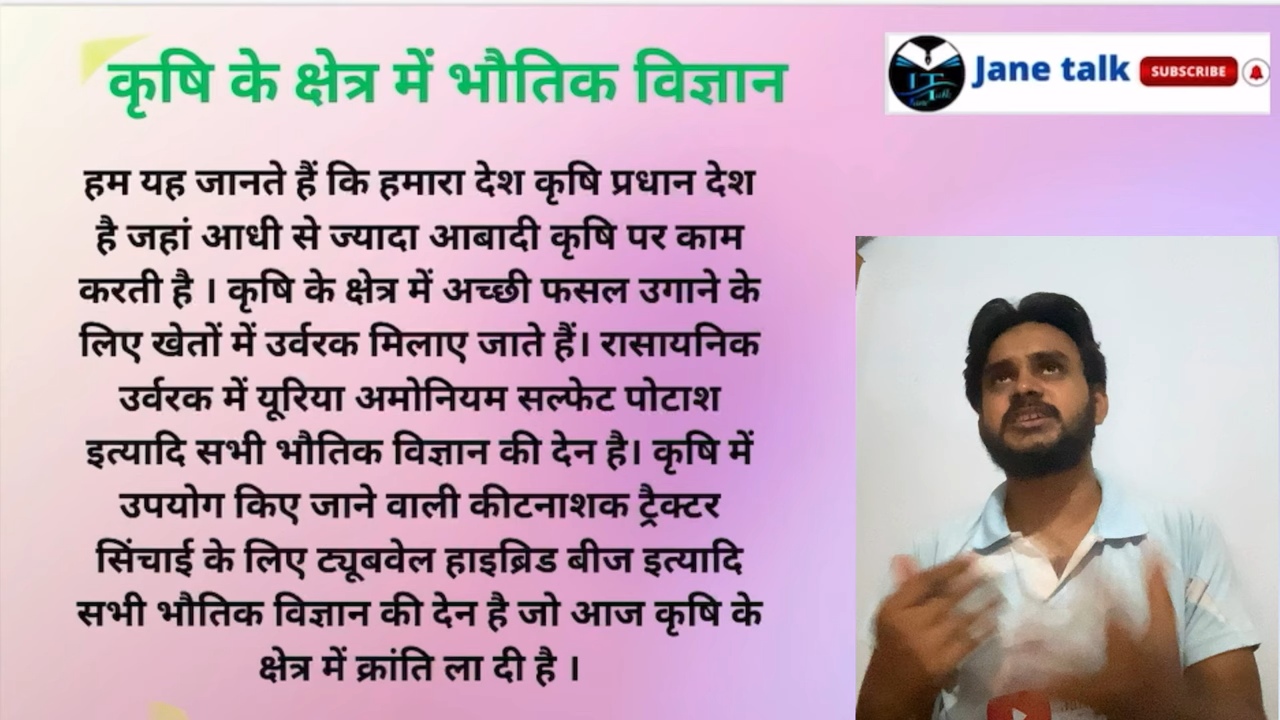 कृषि के क्षेत्र में भौतिक विज्ञान
Jane talk
SUBSCRIBE
हम यह जानते हैं कि हमारा देश कृषि प्रधान देश
है जहां आधी से ज्यादा आबादी कृषि पर काम
करती है । कृषि के क्षेत्र में अच्छी फसल उगाने के
लिए खेतों में उर्वरक मिलाए जाते हैं। रासायनिक
उर्वरक में यूरिया अमोनियम सल्फेट पोटाश
इत्यादि सभी भौतिक विज्ञान की देन है। कृषि में
उपयोग किए जाने वाली कीटनाशक ट्रैक्टर
सिंचाई के लिए ट्यूबवेल हाइब्रिड बीज इत्यादि
सभी भौतिक विज्ञान की देन है जो आज कृषि के
क्षेत्र में क्रांति ला दी है ।